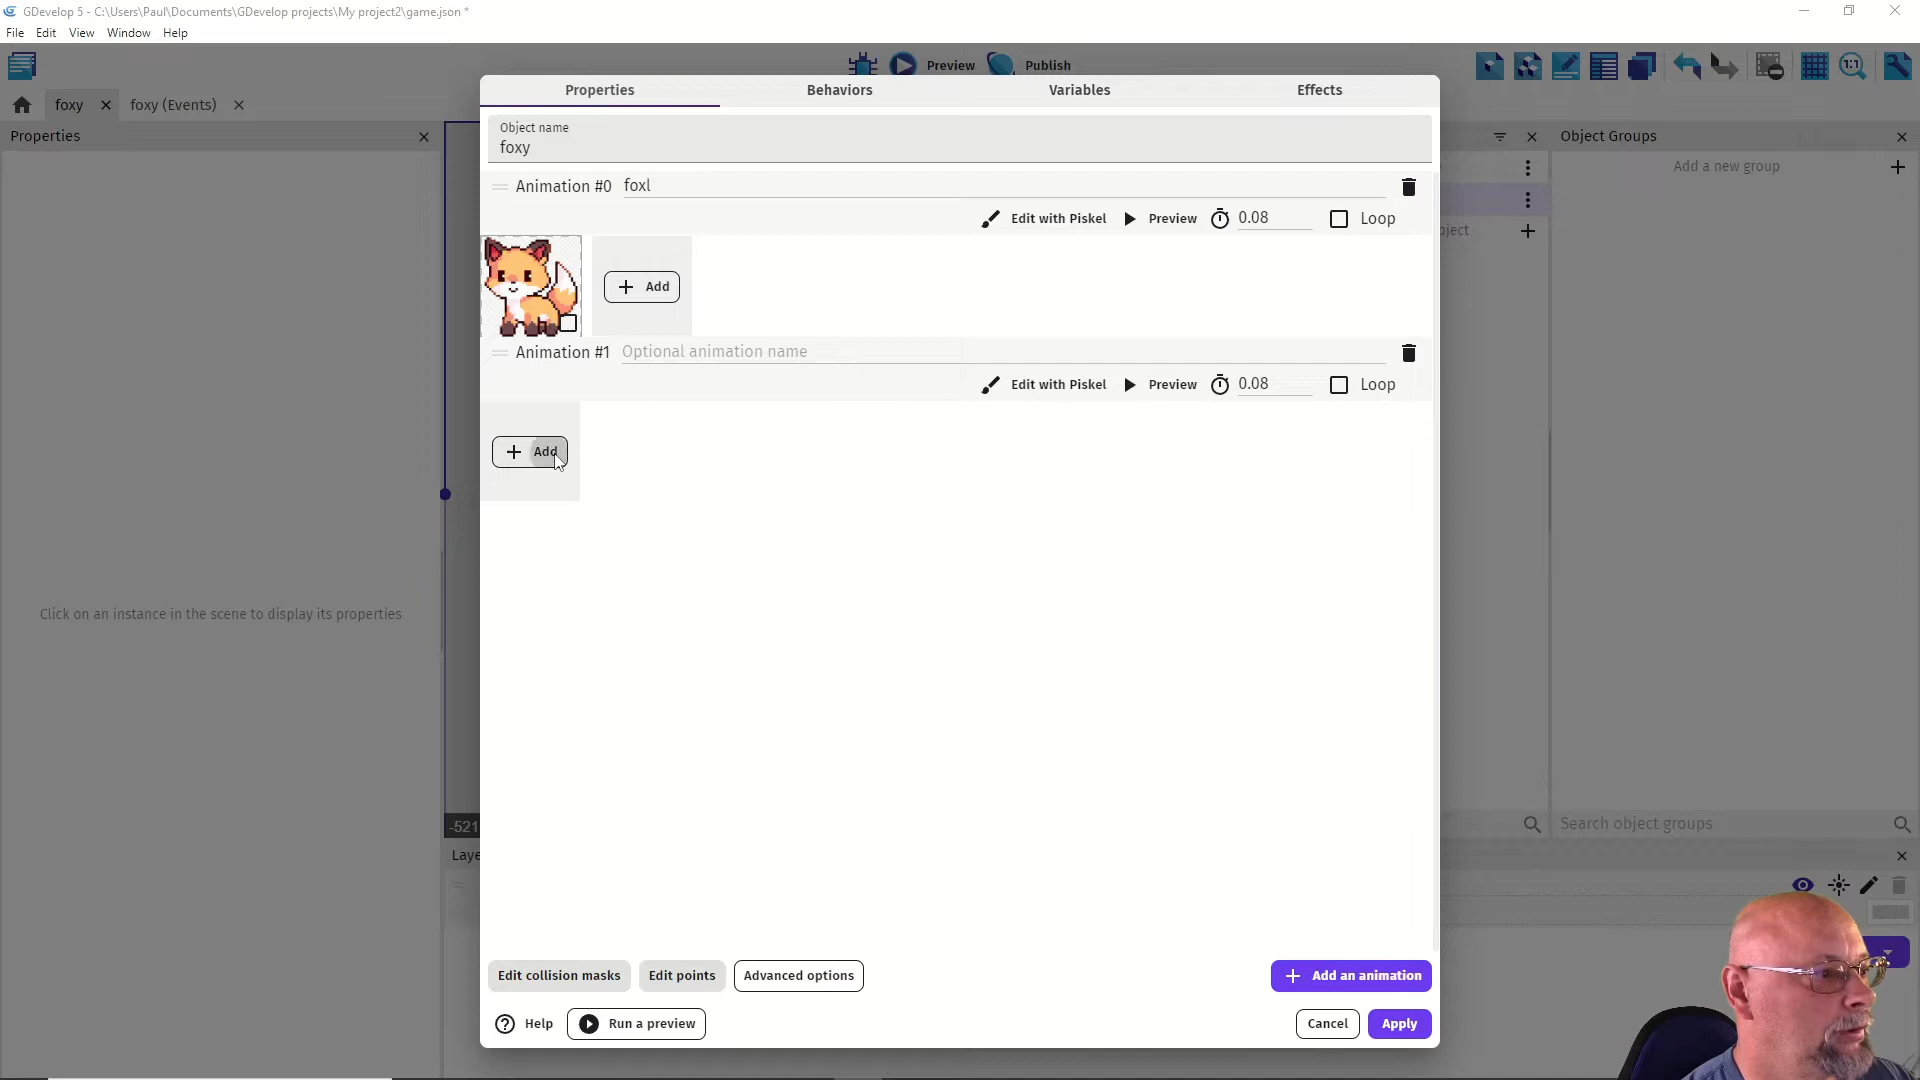 GDevelop 5 - C:\Users\Paul\Documents\GDevelop projects\My project2\game.json *
File Edit View Window Help
Preview Publish
foxy foxy (Events)
Properties
Properties Behaviors Variables Effects
Object Groups
Object name
foxy
Add a new group
Animation #0 foxl
Edit with Piskel Preview 0.08 Loop
bject
Add
Animation #1 Optional animation name
Edit with Piskel Preview 0.08 Loop
Add
Click on an instance in the scene to display its properties
-521
Search object groups
Laye
Edit collision masks Edit points Advanced options Add an animation
Help Run a preview Cancel Apply
1:1